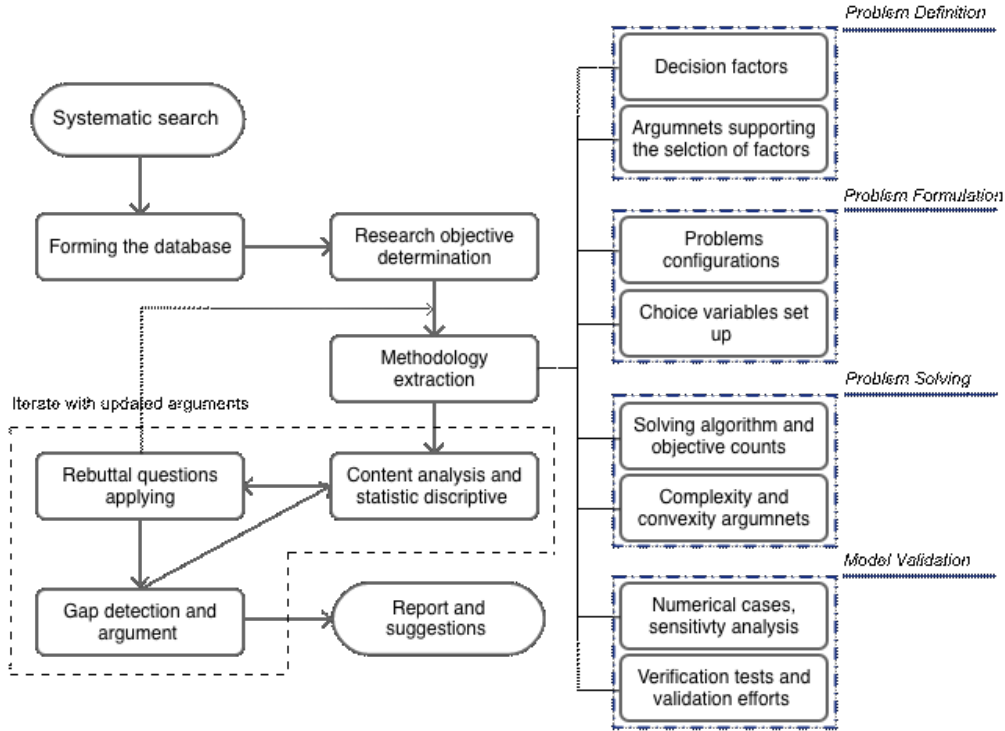 Systematic search
Forming the database
Research objective
determination
Methodology
extraction
Iterate with updated arguments
Rebuttal questions
applying
Content analysis and
statistic discriptive
Gap detection and
argument
Report and
suggestions
Problem Definition
Decision factors
Argumnets supporting
the selction of factors
Problem Formulation
Problems
configurations
Choice variables set
up
Problem Solving
Solving algorithm and
objective counts
Complexity and
convexity argumnets
Model Validation
Numerical cases,
sensitivty analysis
Verification tests and
validation efforts